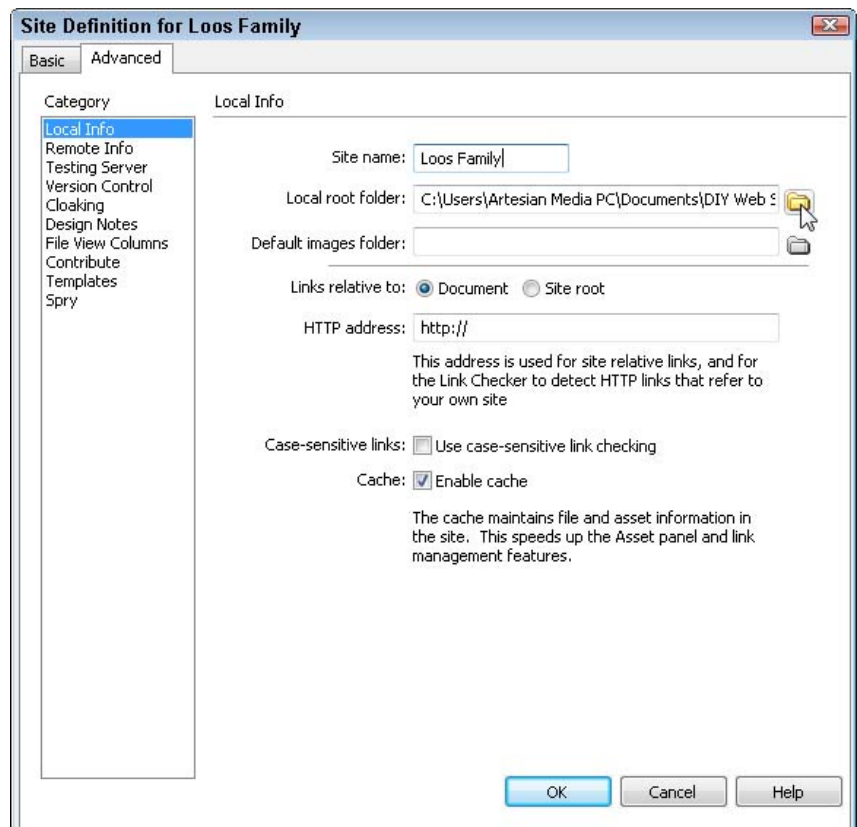 Site Definition for Loos Family
Basic
Advanced
Category
Local Info
Remote Info
Testing Server
Version Control
Cloaking
Design Notes
File View Columns
Contribute
Templates
Spry
Local Info
Site name: Loos Family
Local root folder: C:\Users\Artesian Media PC\Documents\DIY Web S
Default images folder:
Links relative to: Document Site root
HTTP address: http://
This address is used for site relative links, and for
the Link Checker to detect HTTP links that refer to
your own site
Case-sensitive links: Use case-sensitive link checking
Cache: Enable cache
The cache maintains file and asset information in
the site. This speeds up the Asset panel and link
management features.
OK Cancel Help